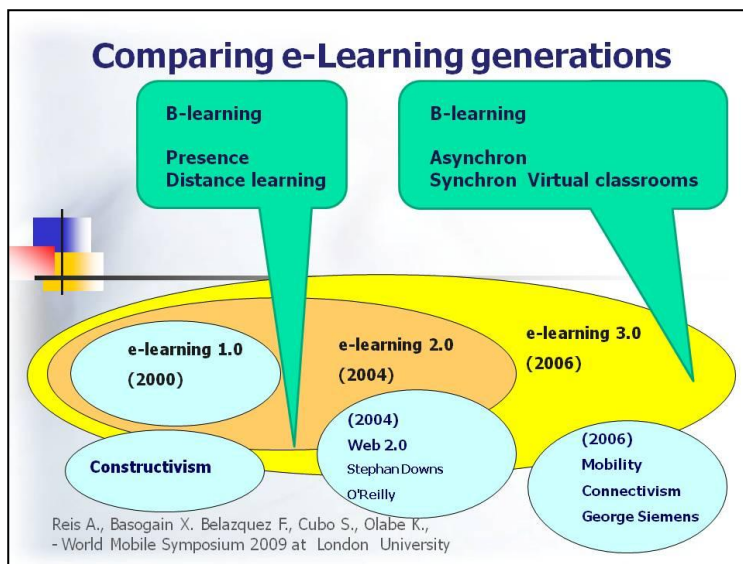 Comparing e-Learning generations
B-learning
Presence
Distance learning
B-learning
Asynchron
Synchron Virtual classrooms
e-learning 1.0
(2000)
e-learning 2.0
(2004)
e-learning 3.0
(2006)
Constructivism
(2004)
Web 2.0
Stephan Downs
O'Reilly
(2006)
Mobility
Connectivism
George Siemens
Reis A., Basogain X. Belazquez F., Cubo S., Olabe K.,
- World Mobile Symposium 2009 at London University